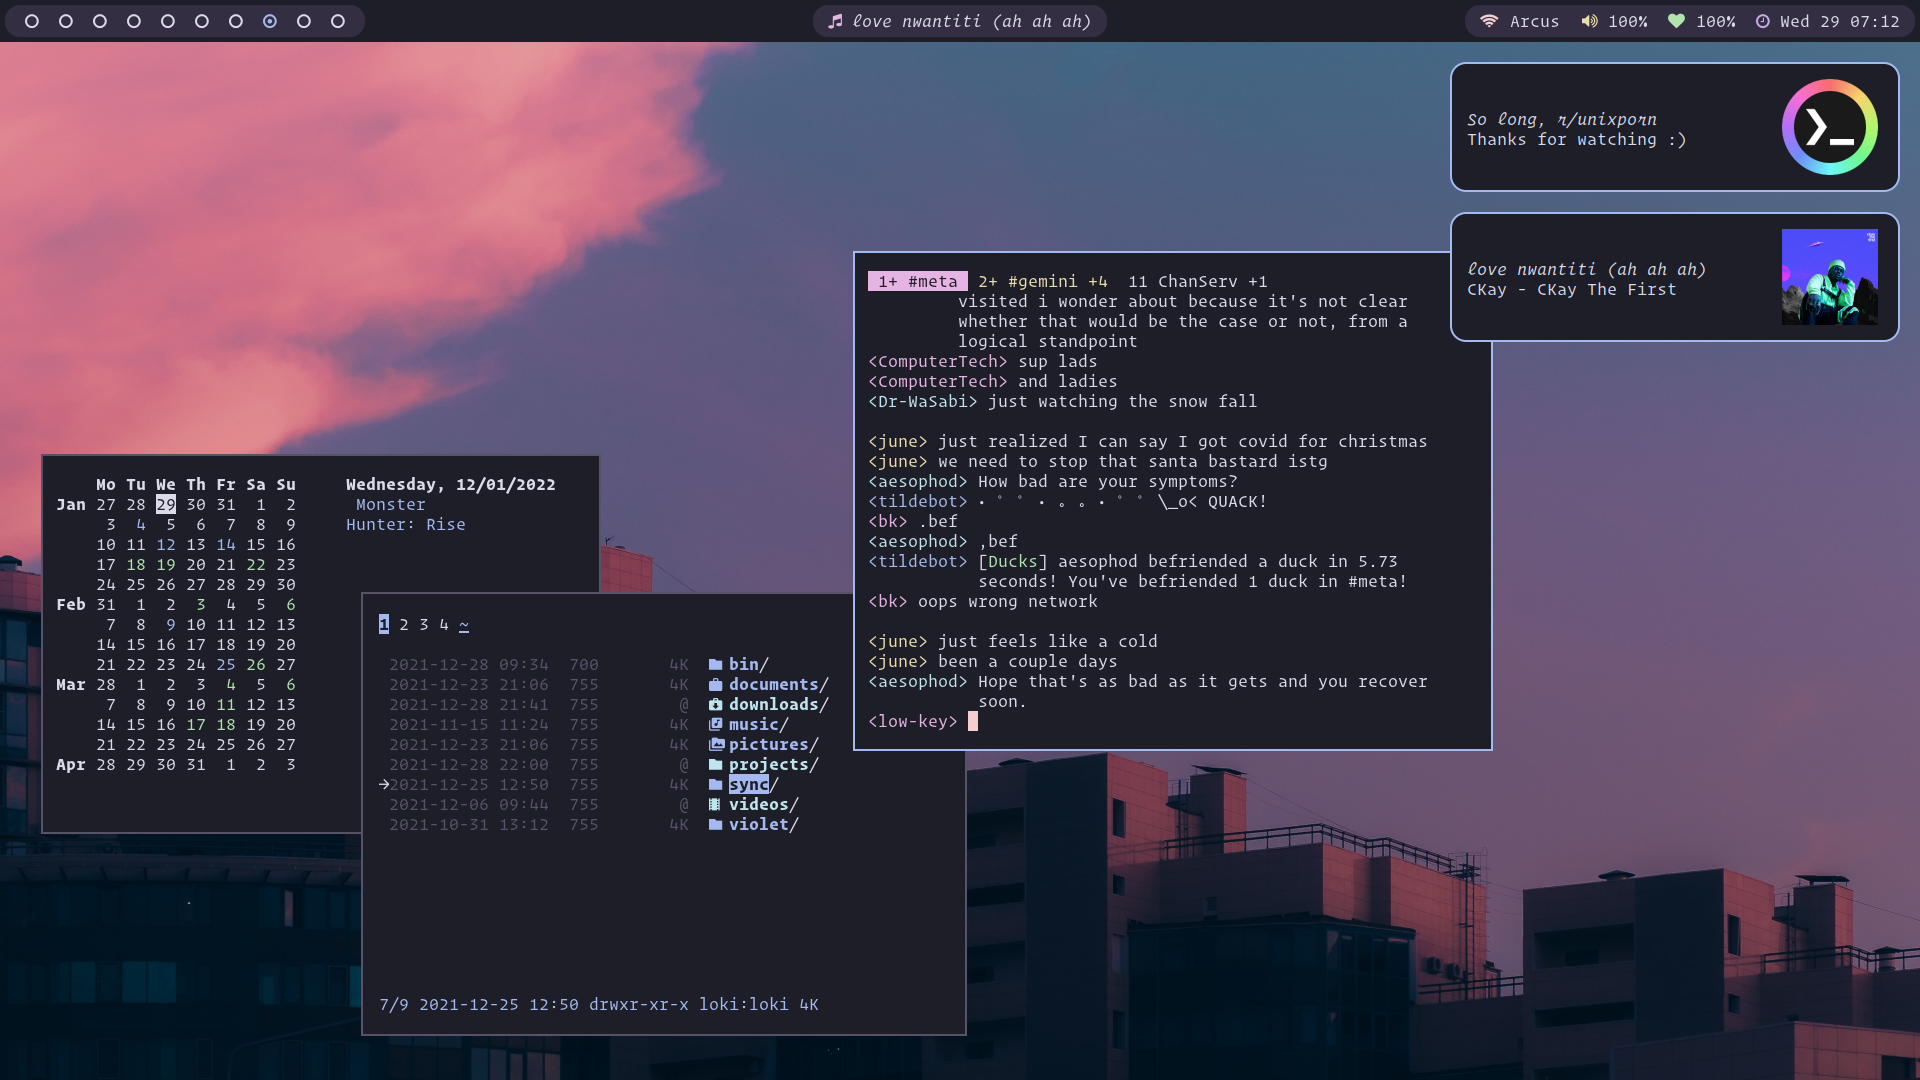 love nwantiti (ah ah ah)
Arcus 100% 100% Wed 29 07:12
So long, r/unixporn
Thanks for watching :)
love nwantiti (ah ah ah)
CKay - CKay The First
1+ #meta 2+ #gemini +4 11 ChanServ +1
visited i wonder about because it's not clear
whether that would be the case or not, from a
logical standpoint
<ComputerTech> sup lads
<ComputerTech> and ladies
<Dr-WaSabi> just watching the snow fall
<june> just realized I can say I got covid for christmas
<june> we need to stop that santa bastard istg
<aesophod> How bad are your symptoms?
<tildebot> · ゜゜· 。。· ゜゜\_o< QUACK!
<bk> .bef
<aesophod> ,bef
<tildebot> [Ducks] aesophod befriended a duck in 5.73
seconds! You've befriended 1 duck in #meta!
<bk> oops wrong network
<june> just feels like a cold
<june> been a couple days
<aesophod> Hope that's as bad as it gets and you recover
soon.
<low-key>
Mo Tu We Th Fr Sa Su
Jan 27 28 29 30 31 1 2
3 4 5 6 7 8 9
10 11 12 13 14 15 16
17 18 19 20 21 22 23
24 25 26 27 28 29 30
Feb 31 1 2 3 4 5 6
7 8 9 10 11 12 13
14 15 16 17 18 19 20
21 22 23 24 25 26 27
Mar 28 1 2 3 4 5 6
7 8 9 10 11 12 13
14 15 16 17 18 19 20
21 22 23 24 25 26 27
Apr 28 29 30 31 1 2 3
Wednesday, 12/01/2022
Monster
Hunter: Rise
1 2 3 4 ~
2021-12-28 09:34 700 4K bin/
2021-12-23 21:06 755 4K documents/
2021-12-28 21:41 755 @ downloads/
2021-11-15 11:24 755 4K music/
2021-12-23 21:06 755 4K pictures/
2021-12-28 22:00 755 @ projects/
→2021-12-25 12:50 755 4K sync/
2021-12-06 09:44 755 @ videos/
2021-10-31 13:12 755 4K violet/
7/9 2021-12-25 12:50 drwxr-xr-x loki:loki 4K